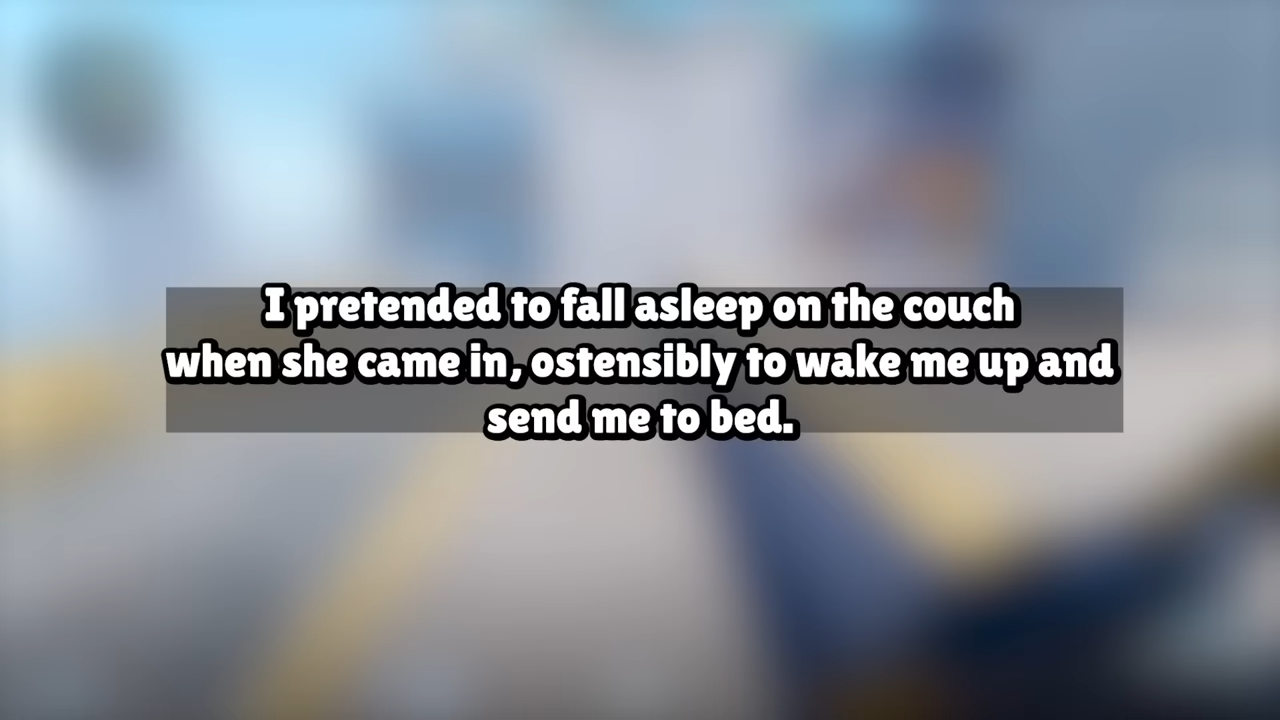 I pretended to fall asleep on the couch
when she came in, ostensibly to wake me up and
send me to bed.